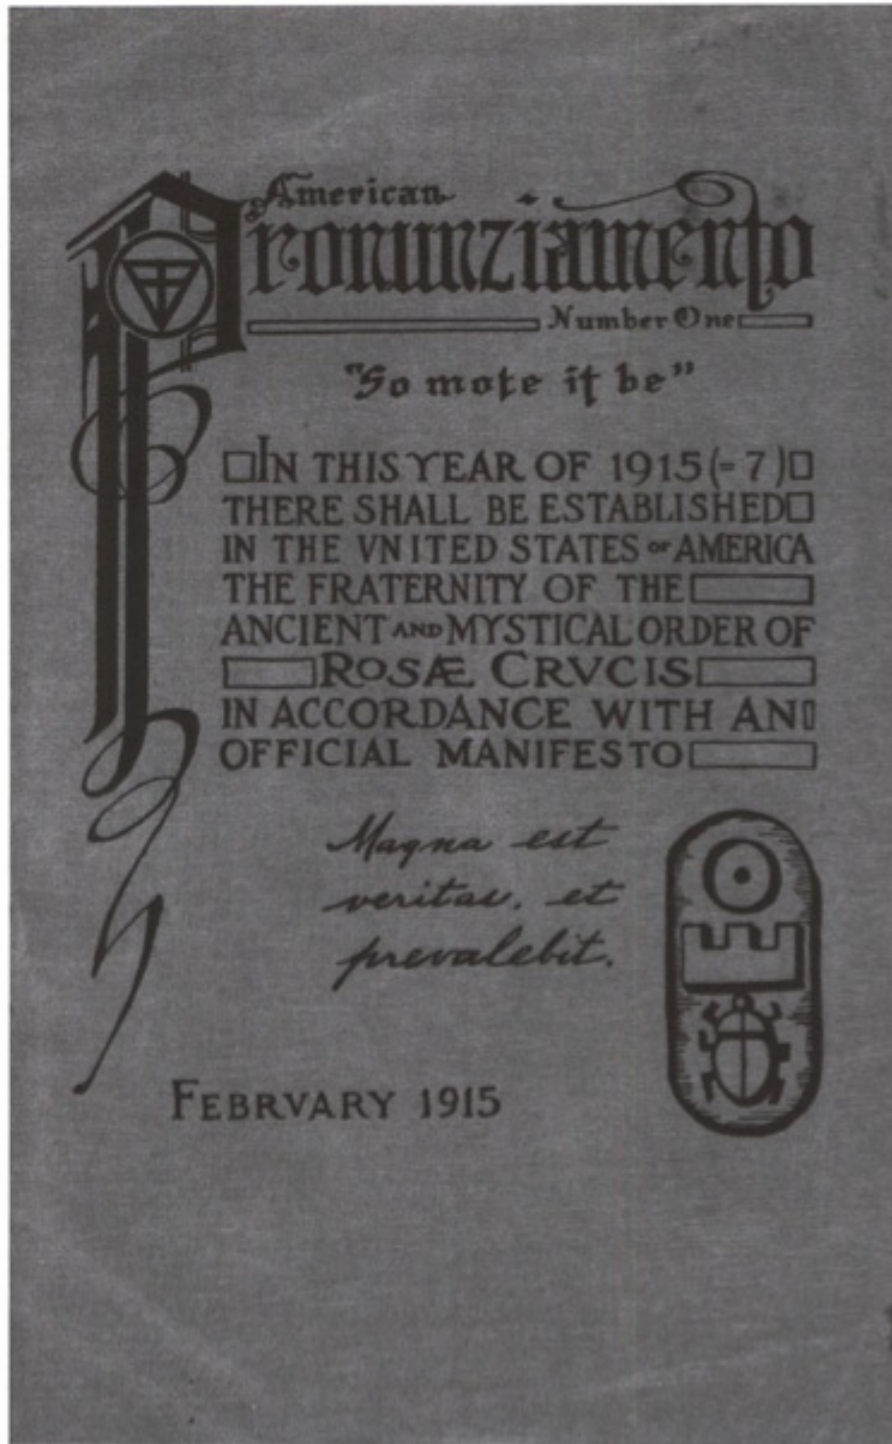 American
Pronunziamento
Number One
"So mote it be"
IN THIS YEAR OF 1915 (=7)
THERE SHALL BE ESTABLISHED
IN THE VNITED STATES OF AMERICA
THE FRATERNITY OF THE
ANCIENT AND MYSTICAL ORDER OF
ROSÆ CRVCIS
IN ACCORDANCE WITH AN
OFFICIAL MANIFESTO
Magna est
veritas, et
prevalebit.
FEBRVARY 1915